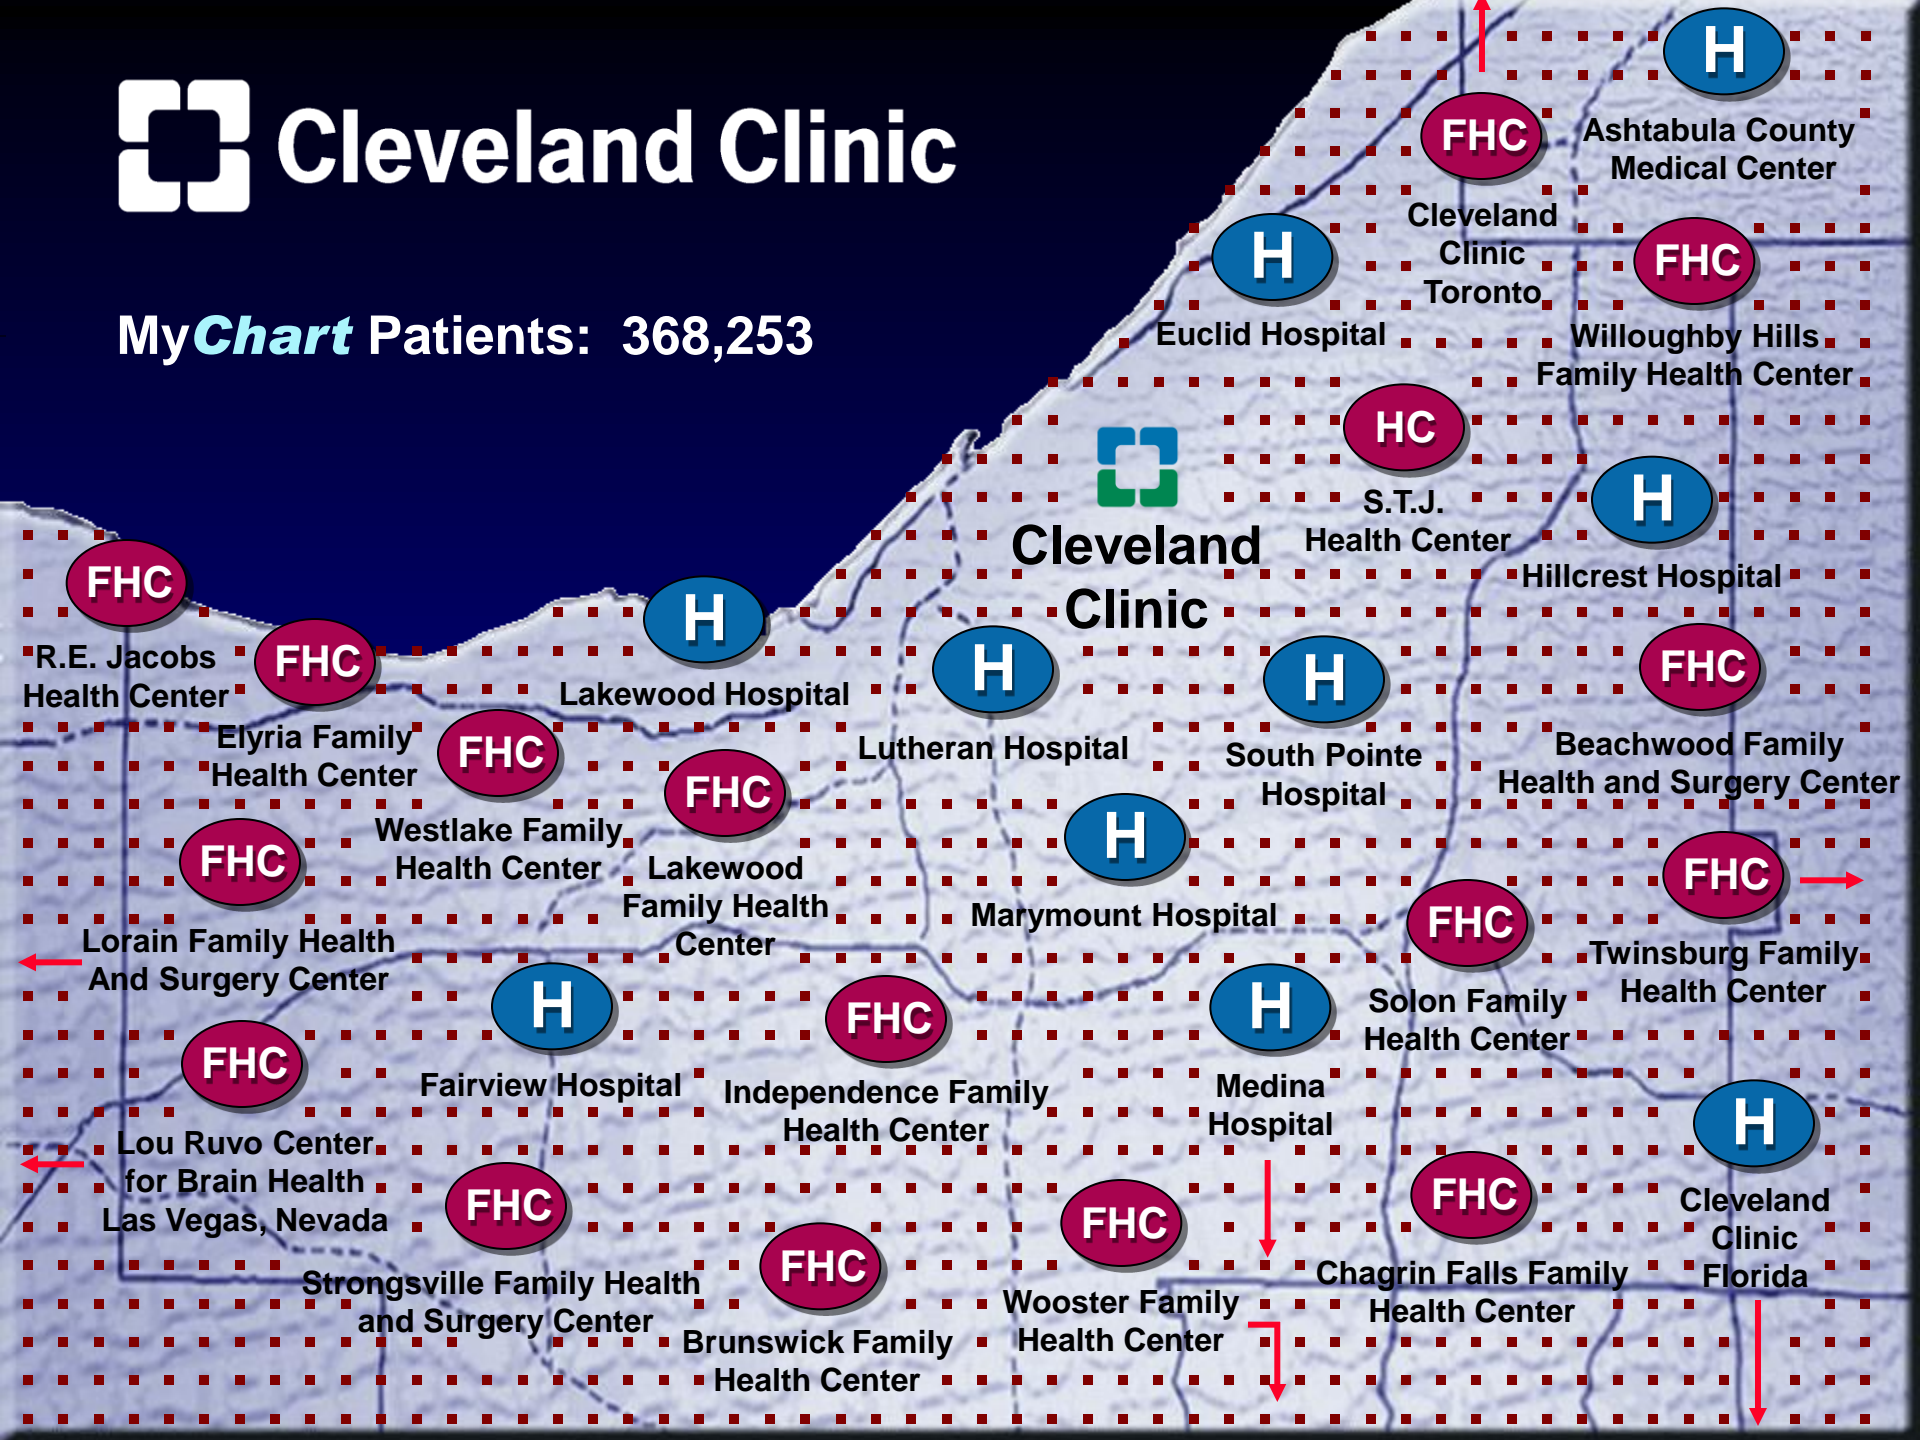 Cleveland Clinic
MyChart Patients: 368,253
H
Ashtabula County
Medical Center
FHC
Cleveland
Clinic
Toronto
H
Euclid Hospital
FHC
Willoughby Hills
Family Health Center
HC
S.T.J.
Health Center
Cleveland
Clinic
H
Hillcrest Hospital
FHC
R.E. Jacobs
Health Center
FHC
Elyria Family
Health Center
H
Lakewood Hospital
H
Lutheran Hospital
H
South Pointe
Hospital
FHC
Beachwood Family
Health and Surgery Center
FHC
Westlake Family
Health Center
FHC
Lakewood
Family Health
Center
H
Marymount Hospital
FHC
Lorain Family Health
And Surgery Center
FHC
Solon Family
Health Center
FHC
Twinsburg Family
Health Center
H
Fairview Hospital
FHC
Independence Family
Health Center
H
Medina
Hospital
FHC
Lou Ruvo Center
for Brain Health
Las Vegas, Nevada
H
Cleveland
Clinic
Florida
FHC
Strongsville Family Health
and Surgery Center
FHC
Brunswick Family
Health Center
FHC
Wooster Family
Health Center
FHC
Chagrin Falls Family
Health Center